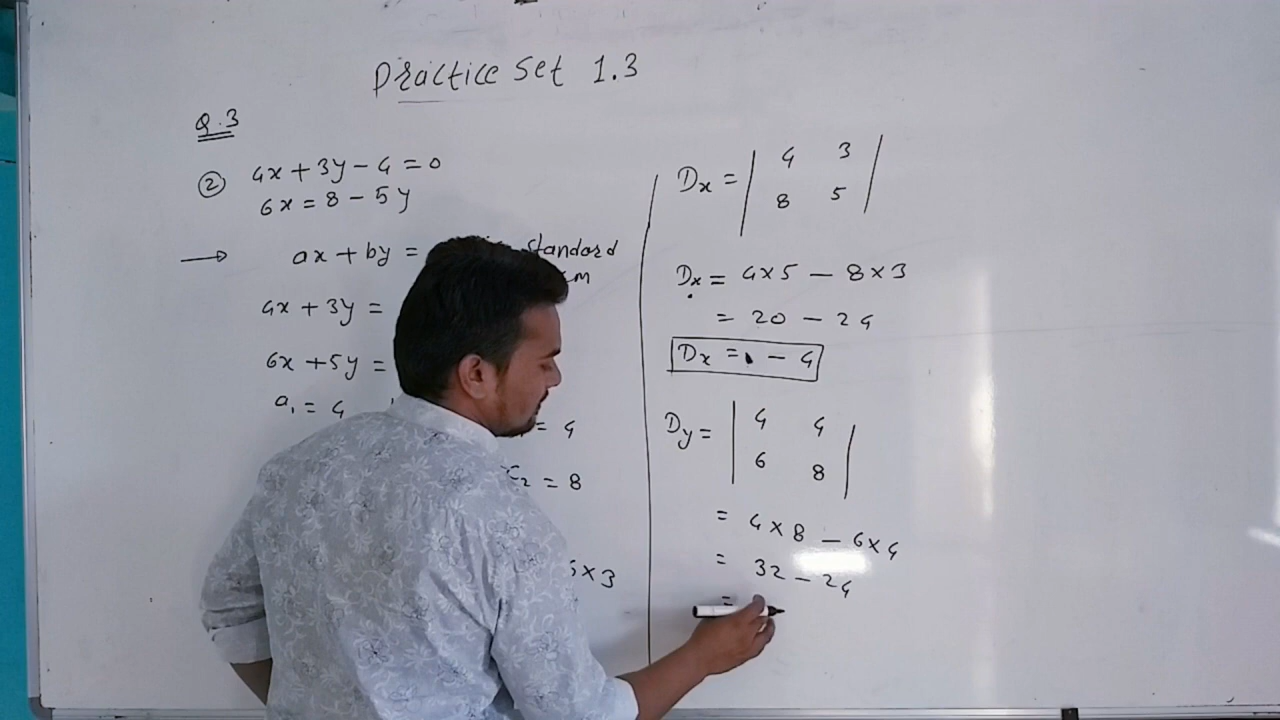 Practice Set 1.3
Q.3
② 4x + 3y - 4 = 0
6x = 8 - 5y
→ ax + by = standard
4x + 3y =
6x + 5y =
a₁ = 4 = 4
c₂ = 8
× 3
Dx = | 4 3 |
| 8 5 |
Dx = 4 × 5 - 8 × 3
= 20 - 24
Dx = - 4
Dy = | 4 4 |
| 6 8 |
= 4 × 8 - 6 × 4
= 32 - 24
=